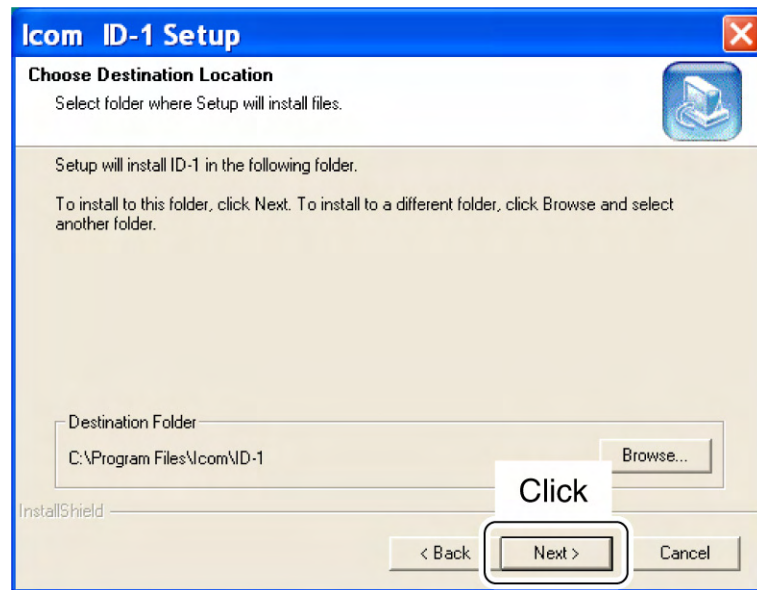 Icom ID-1 Setup
Choose Destination Location
Select folder where Setup will install files.
Setup will install ID-1 in the following folder.
To install to this folder, click Next. To install to a different folder, click Browse and select
another folder.
Destination Folder
C:\Program Files\Icom\ID-1
Browse...
Click
InstallShield
< Back
Next >
Cancel